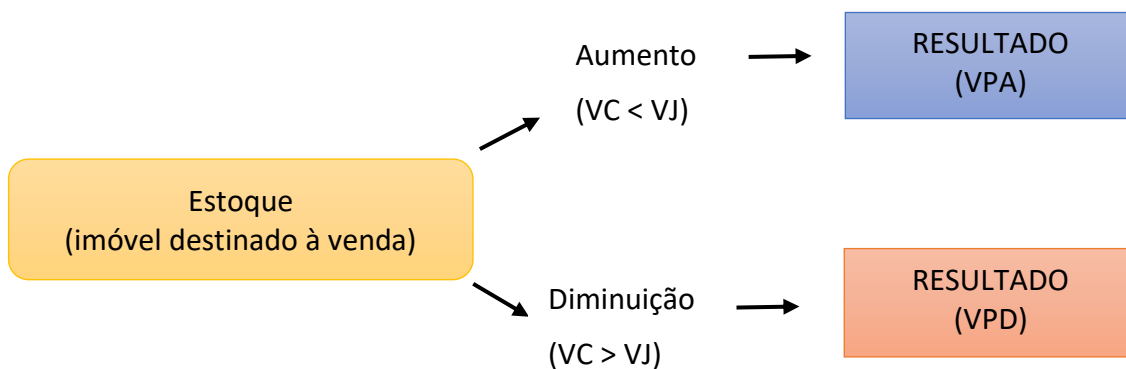 Aumento
(VC < VJ)
RESULTADO
(VPA)
Estoque
(imóvel destinado à venda)
Diminuição
(VC > VJ)
RESULTADO
(VPD)